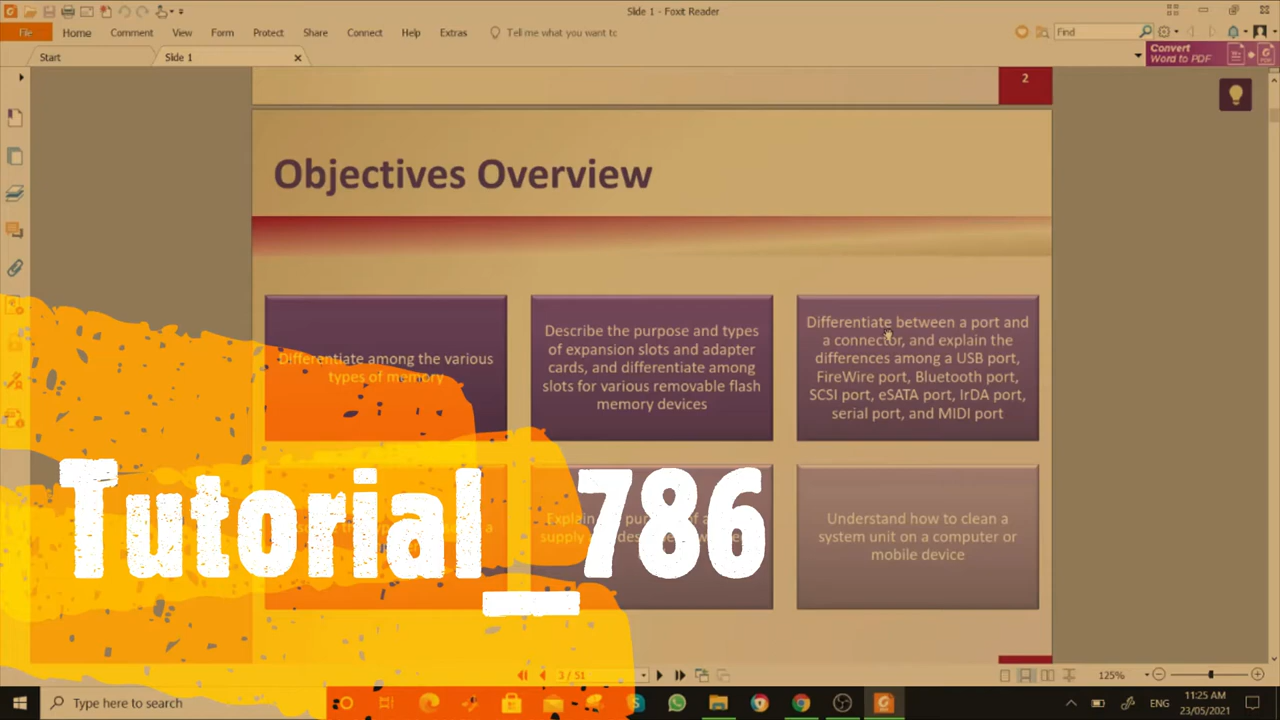 Slide 1 - Foxit Reader
File Home Comment View Form Protect Share Connect Help Extras Tell me what you want tc Find
Start Slide 1
Convert
Word to PDF
2
Objectives Overview
Differentiate among the various
types of memory
Describe the purpose and types
of expansion slots and adapter
cards, and differentiate among
slots for various removable flash
memory devices
Differentiate between a port and
a connector, and explain the
differences among a USB port,
FireWire port, Bluetooth port,
SCSI port, eSATA port, IrDA port,
serial port, and MIDI port
Understand how to clean a
system unit on a computer or
mobile device
Tutorial_786
3 / 51
125%
Type here to search
ENG
11:25 AM
23/05/2021